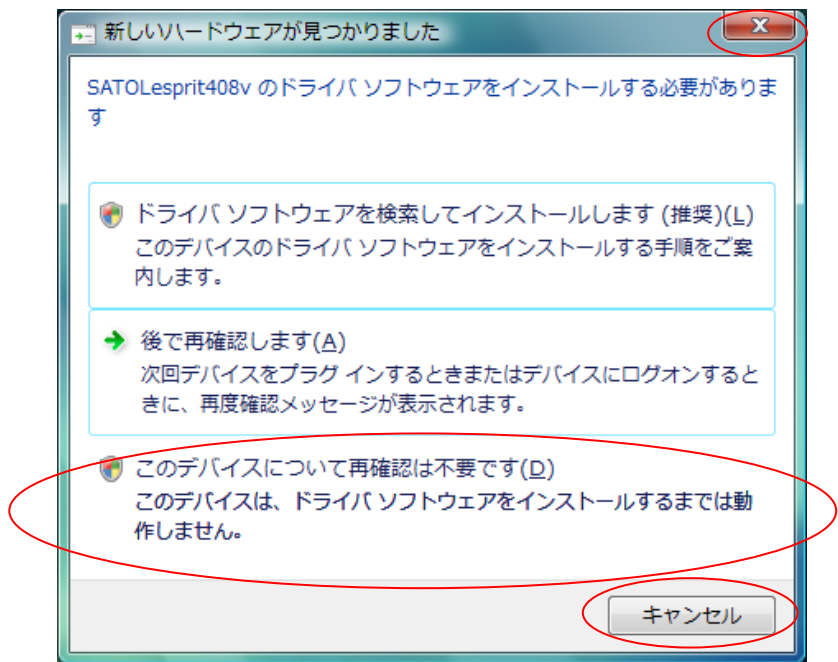 新しいハードウェアが見つかりました
SATOLesprit408v のドライバ ソフトウェアをインストールする必要がありま
す
ドライバ ソフトウェアを検索してインストールします (推奨)(L)
このデバイスのドライバ ソフトウェアをインストールする手順をご案
内します。
後で再確認します(A)
次回デバイスをプラグ インするときまたはデバイスにログオンすると
きに、再度確認メッセージが表示されます。
このデバイスについて再確認は不要です(D)
このデバイスは、ドライバ ソフトウェアをインストールするまでは動
作しません。
キャンセル